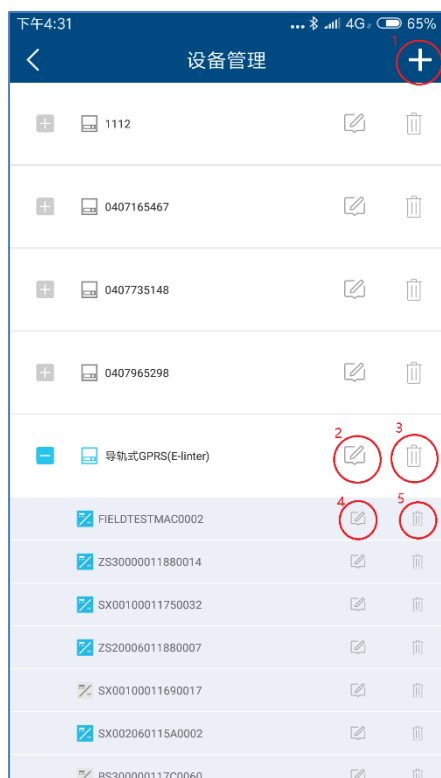 下午4:31 ... 4G 65%
设备管理
1
1112
0407165467
0407735148
0407965298
2 3
导轨式GPRS(E-linter)
4 5
FIELDTESTMAC0002
ZS30000011880014
SX00100011750032
ZS20006011880007
SX00100011690017
SX002060115A0002
BS300000117C0060